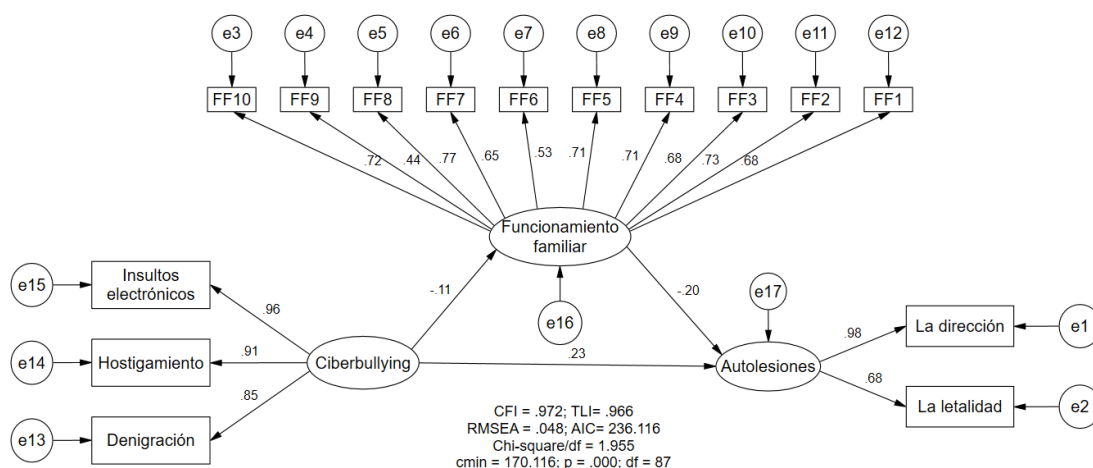 e3 e4 e5 e6 e7 e8 e9 e10 e11 e12
FF10 FF9 FF8 FF7 FF6 FF5 FF4 FF3 FF2 FF1
.72 .44 .77 .65 .53 .71 .71 .68 .73 .68
Funcionamiento
familiar
e15
Insultos
electrónicos
.96
-.11
e16
-.20
e17
e14
Hostigamiento
.91
Ciberbullying
.23
Autolesiones
.98
La dirección
e1
.68
La letalidad
e2
.85
e13
Denigración
CFI = .972; TLI= .966
RMSEA = .048; AIC= 236.116
Chi-square/df = 1.955
cmin = 170.116; p = .000; df = 87